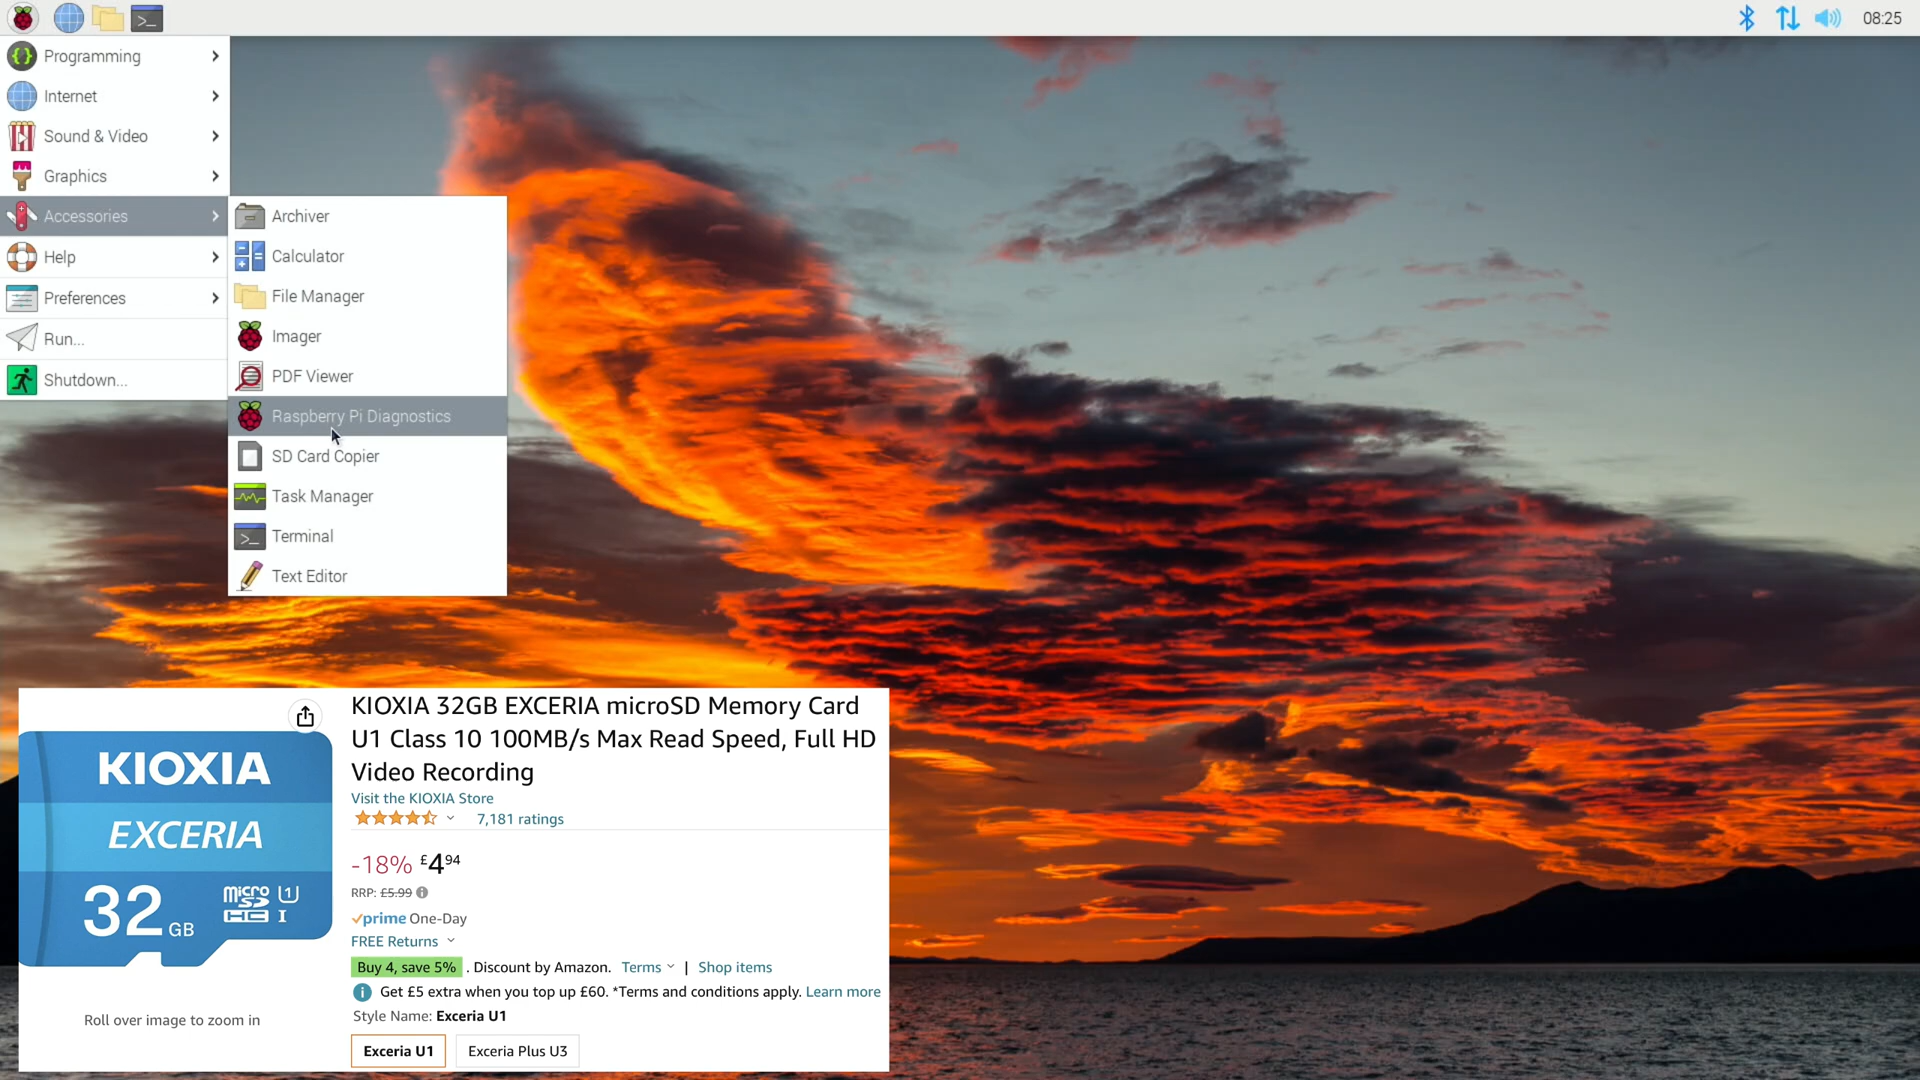 08:25
Programming
Internet
Sound & Video
Graphics
Accessories
Help
Preferences
Run...
Shutdown...
Archiver
Calculator
File Manager
Imager
PDF Viewer
Raspberry Pi Diagnostics
SD Card Copier
Task Manager
Terminal
Text Editor
KIOXIA
EXCERIA
32 GB
micro SD HC I U1
Roll over image to zoom in
KIOXIA 32GB EXCERIA microSD Memory Card
U1 Class 10 100MB/s Max Read Speed, Full HD
Video Recording
Visit the KIOXIA Store
7,181 ratings
-18% £4.94
RRP: £5.99
prime One-Day
FREE Returns
Buy 4, save 5% . Discount by Amazon. Terms | Shop items
Get £5 extra when you top up £60. *Terms and conditions apply. Learn more
Style Name: Exceria U1
Exceria U1 Exceria Plus U3